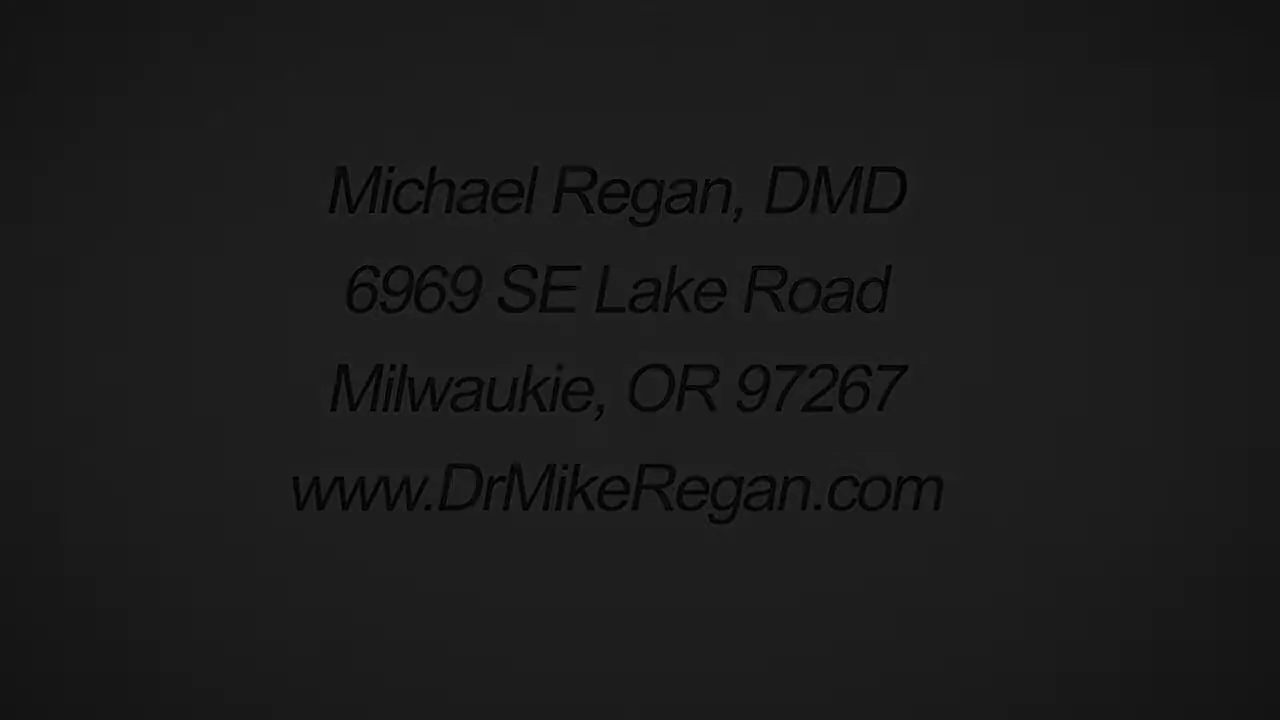 Michael Regan, DMD
6969 SE Lake Road
Milwaukie, OR 97267
www.DrMikeRegan.com